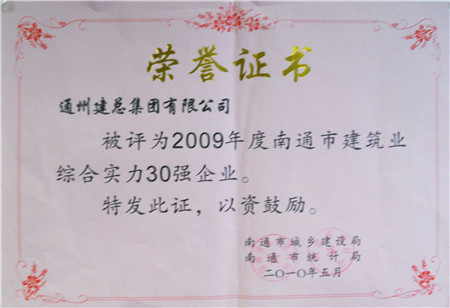 荣誉证书
通州建总集团有限公司
被评为2009年度南通市建筑业
综合实力30强企业。
特发此证，以资鼓励。
南通市城乡建设局
南通市统计局
二〇一〇年五月